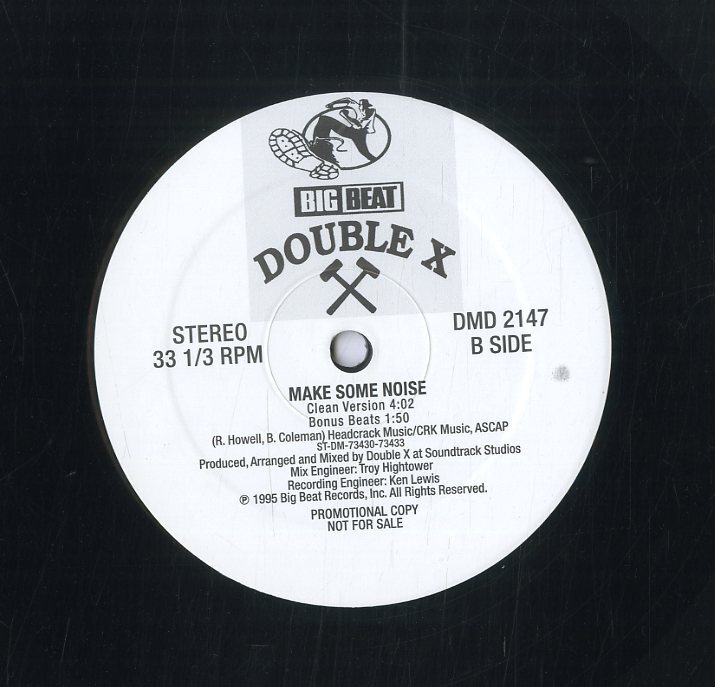 BIG BEAT
DOUBLE X
STEREO
33 1/3 RPM
DMD 2147
B SIDE
MAKE SOME NOISE
Clean Version 4:02
Bonus Beats 1:50
(R. Howell, B. Coleman) Headcrack Music/CRK Music, ASCAP
ST-DM-73430-73433
Produced, Arranged and Mixed by Double X at Soundtrack Studios
Mix Engineer: Troy Hightower
Recording Engineer: Ken Lewis
℗ 1995 Big Beat Records, Inc. All Rights Reserved.
PROMOTIONAL COPY
NOT FOR SALE